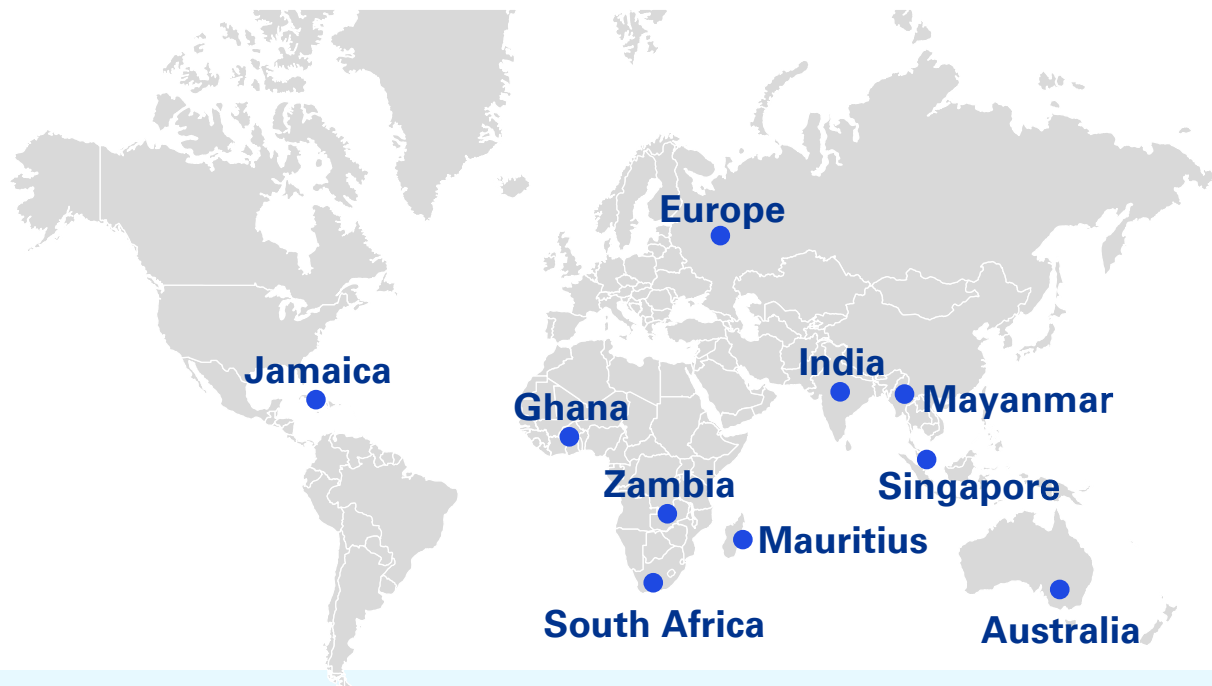 Europe
India
Jamaica
Mayanmar
Ghana
Zambia
Singapore
Mauritius
South Africa
Australia